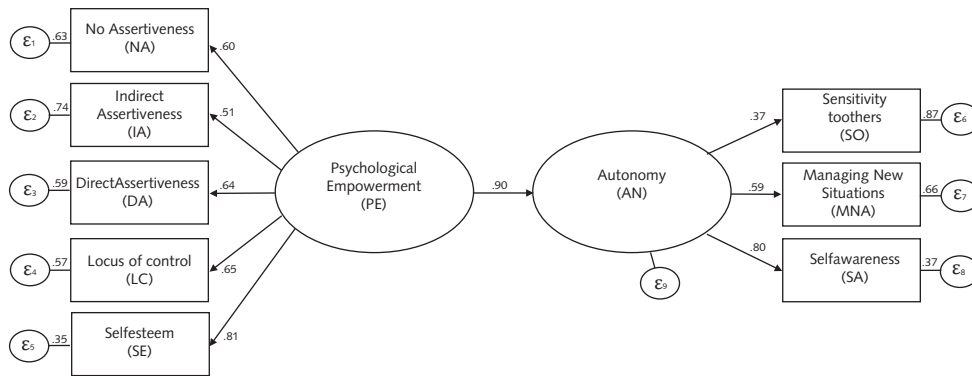 ε1
.63
No Assertiveness
(NA)
.60
ε2
.74
Indirect
Assertiveness
(IA)
.51
ε3
.59
DirectAssertiveness
(DA)
.64
ε4
.57
Locus of control
(LC)
.65
ε5
.35
Selfesteem
(SE)
.81
Psychological
Empowerment
(PE)
.90
Autonomy
(AN)
ε9
.37
Sensitivity
toothers
(SO)
.87
ε6
.59
Managing New
Situations
(MNA)
.66
ε7
.80
Selfawareness
(SA)
.37
ε8